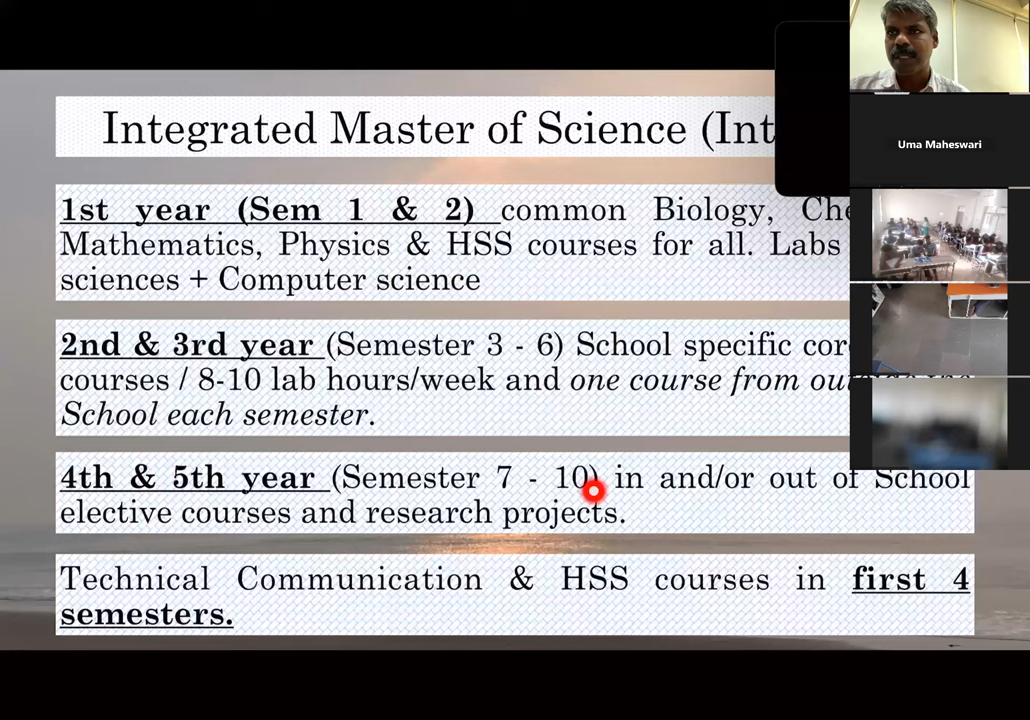 Integrated Master of Science (Int
1st year (Sem 1 & 2) common Biology, Che
Mathematics, Physics & HSS courses for all. Labs
sciences + Computer science
2nd & 3rd year (Semester 3 - 6) School specific cor
courses / 8-10 lab hours/week and one course from outside the
School each semester.
4th & 5th year (Semester 7 - 10) in and/or out of School
elective courses and research projects.
Technical Communication & HSS courses in first 4
semesters.
Uma Maheswari